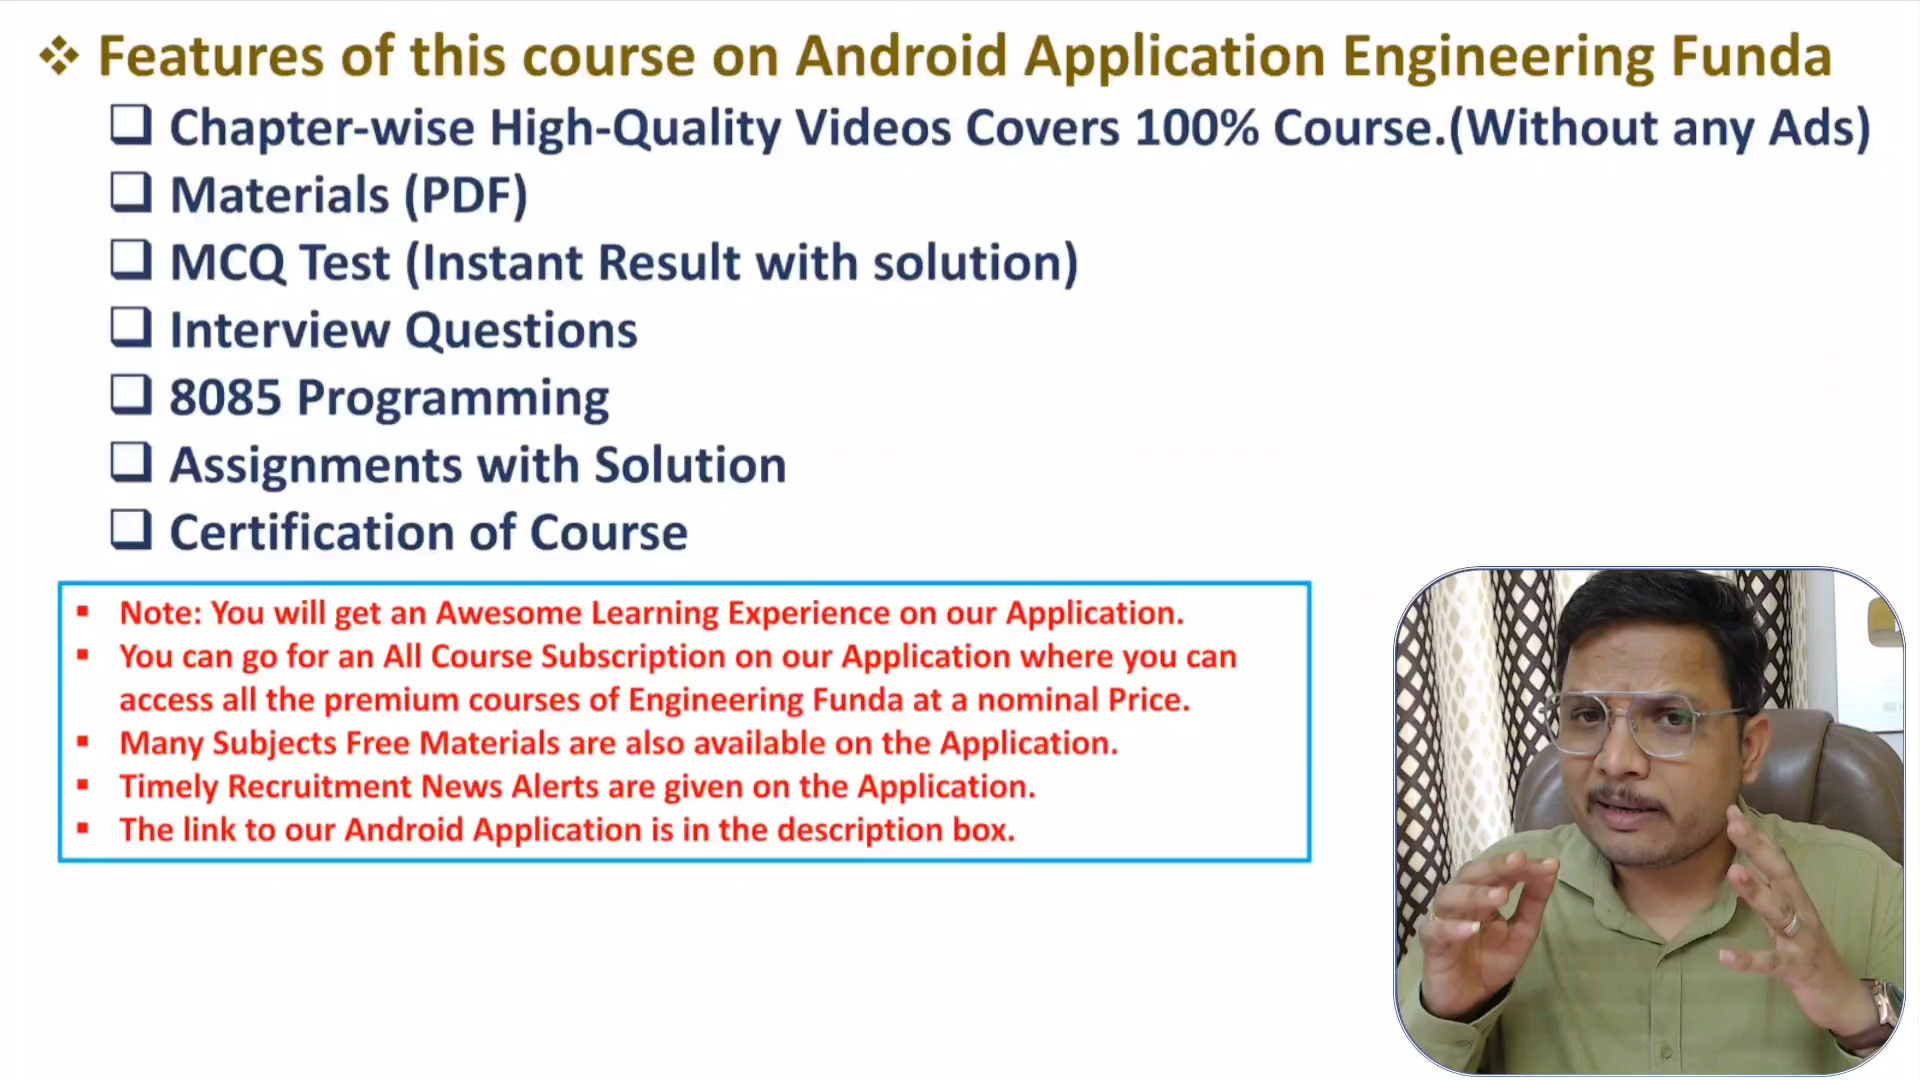 Features of this course on Android Application Engineering Funda
Chapter-wise High-Quality Videos Covers 100% Course.(Without any Ads)
Materials (PDF)
MCQ Test (Instant Result with solution)
Interview Questions
8085 Programming
Assignments with Solution
Certification of Course
Note: You will get an Awesome Learning Experience on our Application.
You can go for an All Course Subscription on our Application where you can
access all the premium courses of Engineering Funda at a nominal Price.
Many Subjects Free Materials are also available on the Application.
Timely Recruitment News Alerts are given on the Application.
The link to our Android Application is in the description box.